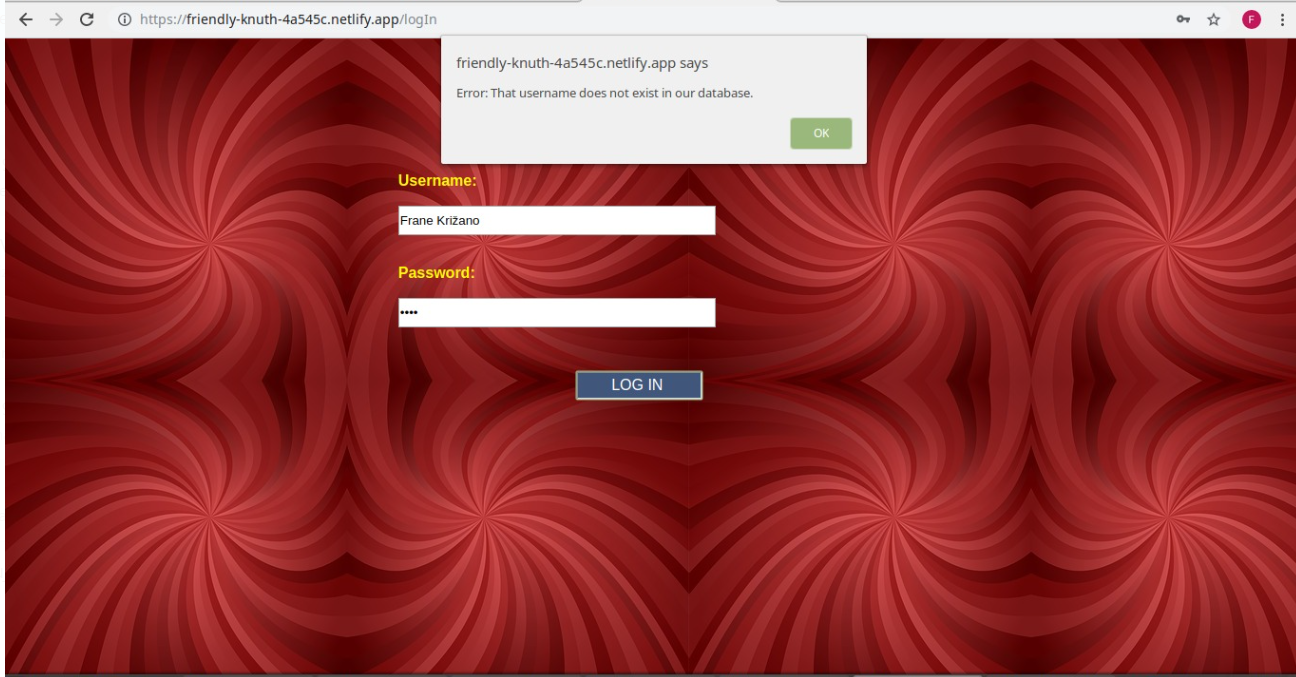 https://friendly-knuth-4a545c.netlify.app/logIn
F
friendly-knuth-4a545c.netlify.app says
Error: That username does not exist in our database.
OK
Username:
Frane Križano
Password:
••••
LOG IN